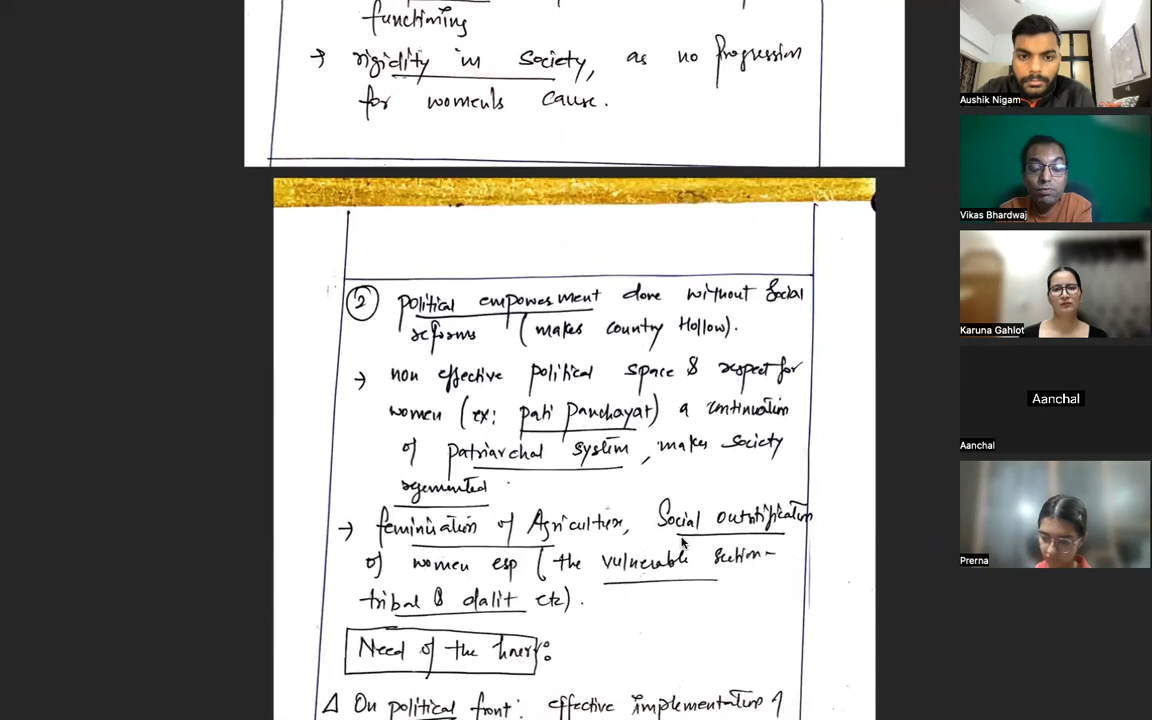 functining
→ rigidity in society, as no progression
for women's cause.
② political empowerment done without social
reforms (makes country Hollow).
→ non effective political space & respect for
women (ex: pati panchayat) a continuation
of patriarchal system, makes society
segmented.
→ feminisation of Agriculture, Social
of women esp (the vulnerable section-
tribal & dalit etc).
Need of the hour:
Δ On political front: effective implementation of
Aushik Nigam
Vikas Bhardwaj
Karuna Gahlot
Aanchal
Aanchal
Prerna